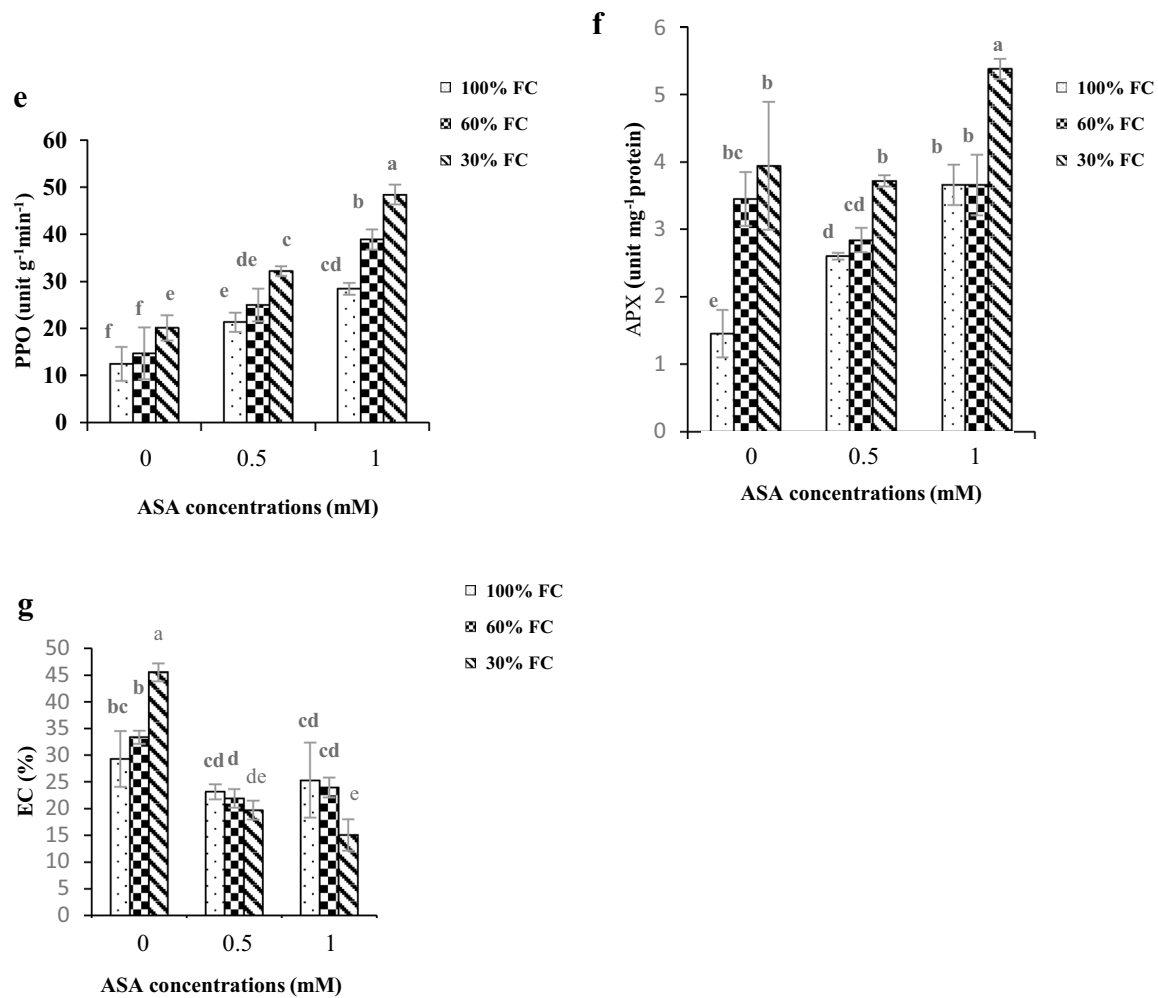 e
100% FC
60% FC
30% FC
60
50
40
30
20
10
0
PPO (unit g⁻¹min⁻¹)
f
f
e
e
de
c
cd
b
a
0
0.5
1
ASA concentrations (mM)
f
100% FC
60% FC
30% FC
6
5
4
3
2
1
0
APX (unit mg⁻¹protein)
e
bc
b
d
cd
b
b
b
a
0
0.5
1
ASA concentrations (mM)
g
100% FC
60% FC
30% FC
50
45
40
35
30
25
20
15
10
5
0
EC (%)
bc
b
a
cd
d
de
cd
cd
e
0
0.5
1
ASA concentrations (mM)